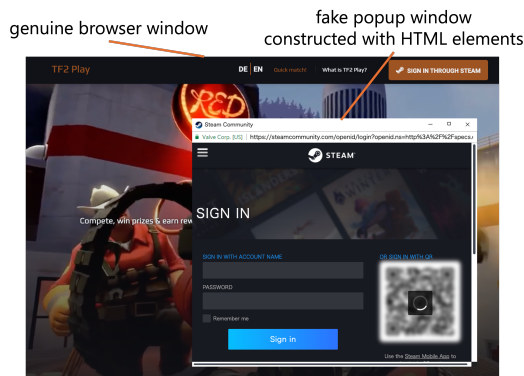 genuine browser window
fake popup window
constructed with HTML elements
TF2 Play
DE EN Quick match! What is TF2 Play? SIGN IN THROUGH STEAM
RED
Steam Community
Valve Corp. [US] https://steamcommunity.com/openid/login?openid.ns=http%3A%2F%2Fspecs.
STEAM
Compete, win prizes & earn rew
SIGN IN
SIGN IN WITH ACCOUNT NAME
OR SIGN IN WITH QR
PASSWORD
Remember me
Sign in
Use the Steam Mobile App to